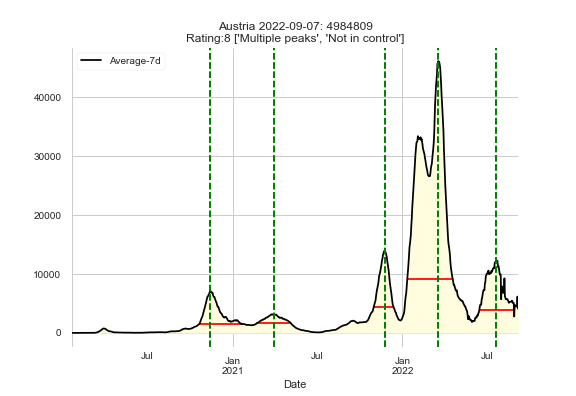 Austria 2022-09-07: 4984809
Rating:8 ['Multiple peaks', 'Not in control']
Average-7d
40000
30000
20000
10000
0
Jul
Jan
2021
Jul
Jan
2022
Jul
Date